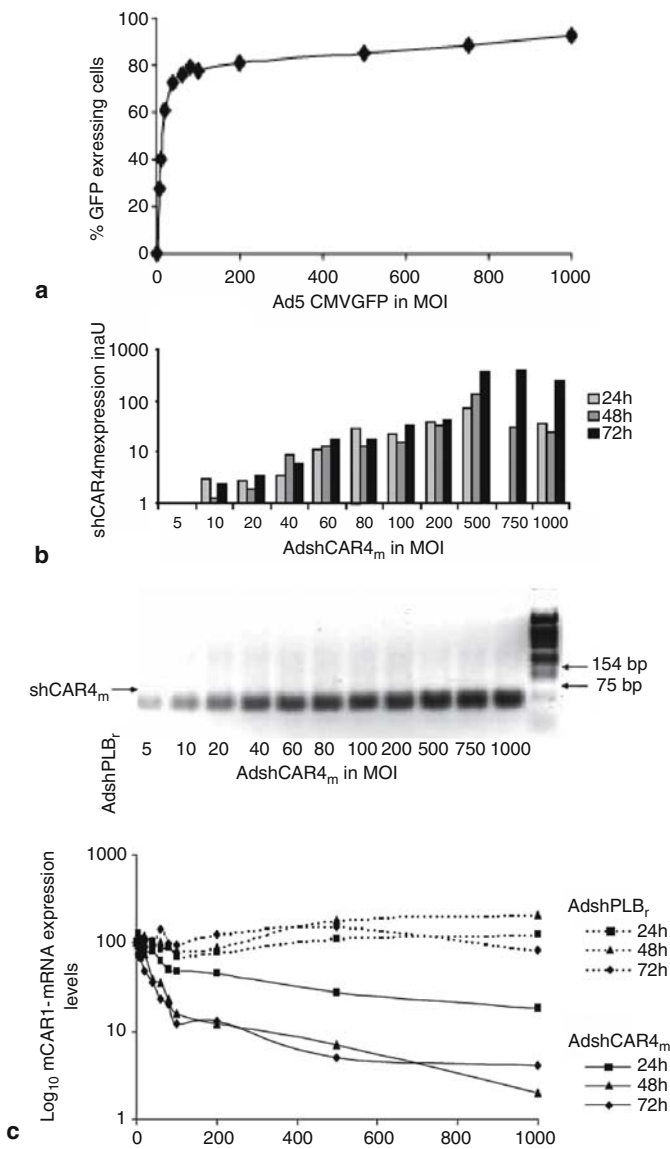 100
80
60
40
20
0
% GFP exressing cells
0 200 400 600 800 1000
Ad5 CMVGFP in MOI
a
1000
100
10
1
shCAR4mexpression inaU
24h
48h
72h
5 10 20 40 60 80 100 200 500 750 1000
AdshCAR4m in MOI
b
154 bp
75 bp
shCAR4m
AdshPLBr
5 10 20 40 60 80 100 200 500 750 1000
AdshCAR4m in MOI
1000
100
10
1
Log10 mCAR1-mRNA expression
levels
AdshPLBr
24h
48h
72h
AdshCAR4m
24h
48h
72h
0 200 400 600 800 1000
c